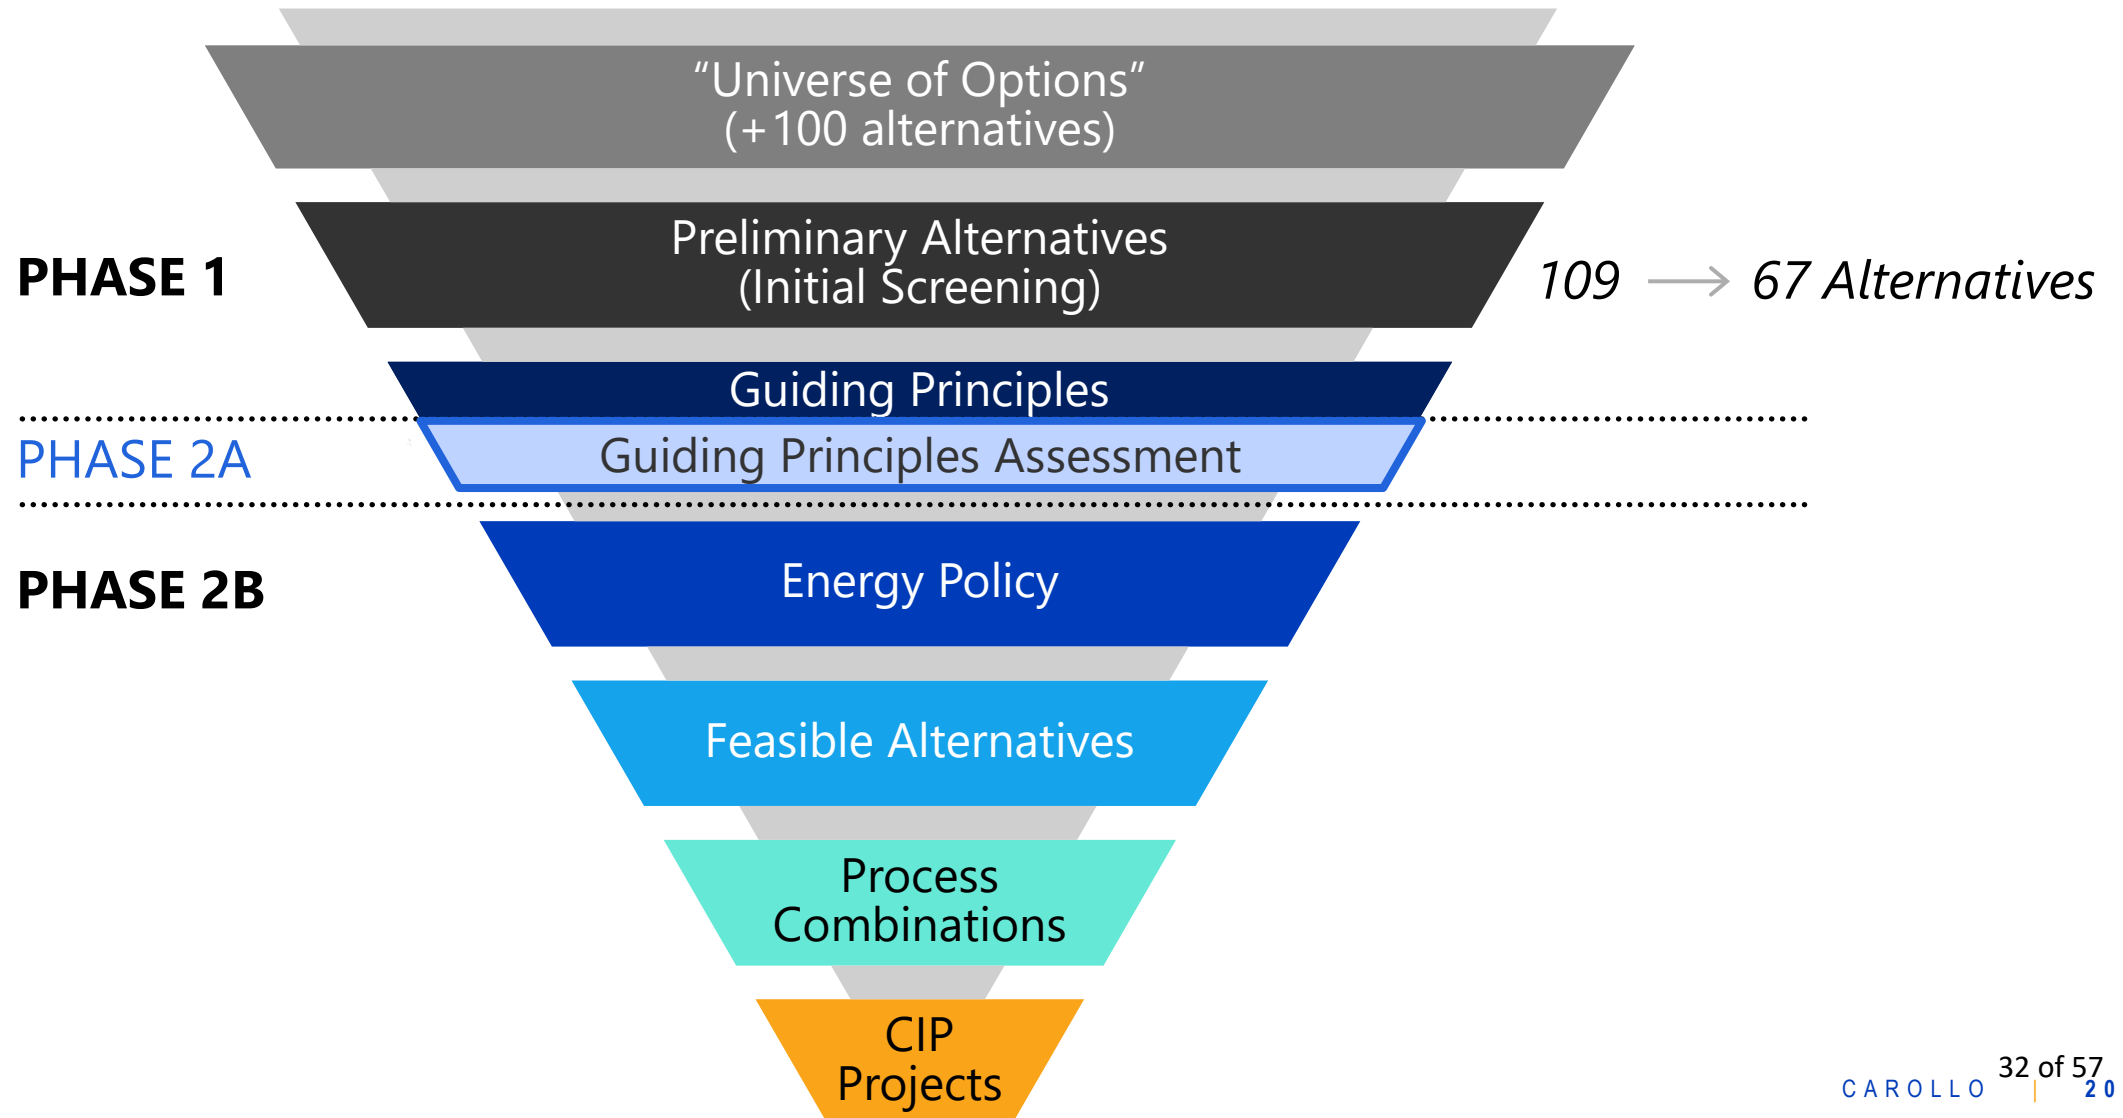 “Universe of Options”
(+100 alternatives)
PHASE 1
Preliminary Alternatives
(Initial Screening)
109 → 67 Alternatives
Guiding Principles
PHASE 2A
Guiding Principles Assessment
PHASE 2B
Energy Policy
Feasible Alternatives
Process
Combinations
CIP
Projects
32 of 57
CAROLLO | 20